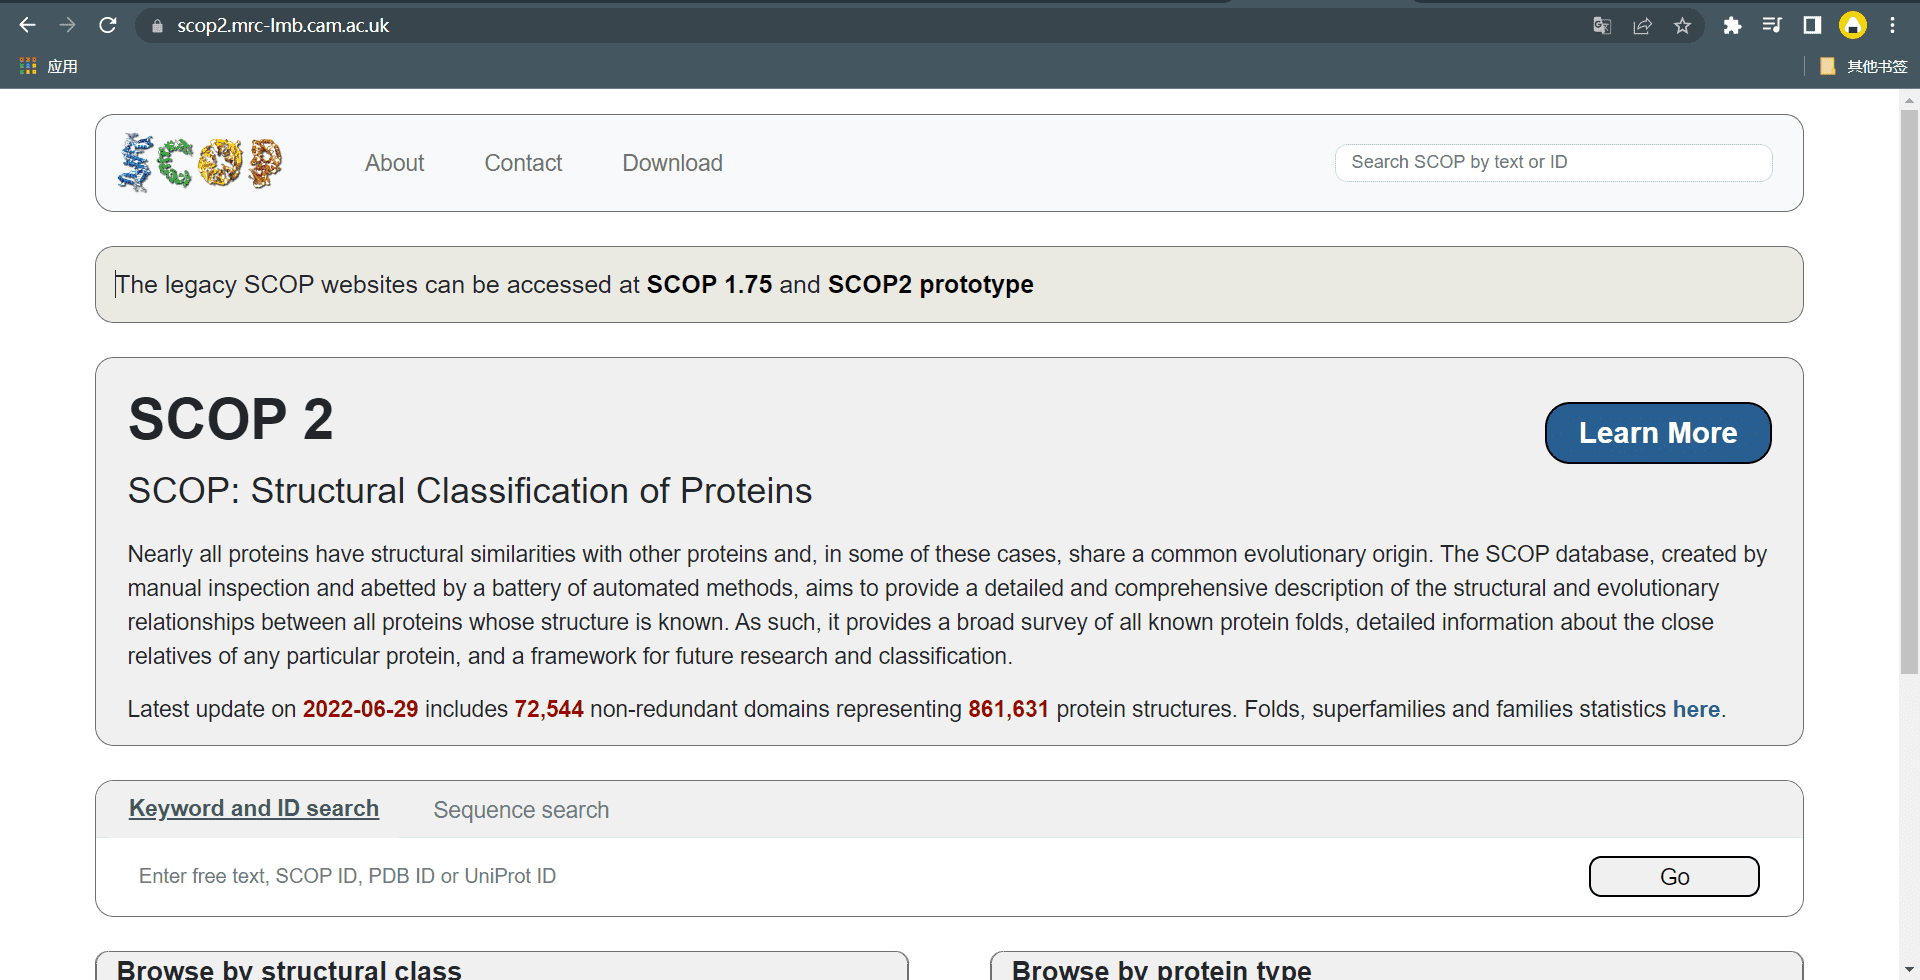 scop2.mrc-lmb.cam.ac.uk
应用
其他书签
SCOP
About
Contact
Download
Search SCOP by text or ID
The legacy SCOP websites can be accessed at SCOP 1.75 and SCOP2 prototype
SCOP 2
Learn More
SCOP: Structural Classification of Proteins
Nearly all proteins have structural similarities with other proteins and, in some of these cases, share a common evolutionary origin. The SCOP database, created by
manual inspection and abetted by a battery of automated methods, aims to provide a detailed and comprehensive description of the structural and evolutionary
relationships between all proteins whose structure is known. As such, it provides a broad survey of all known protein folds, detailed information about the close
relatives of any particular protein, and a framework for future research and classification.
Latest update on 2022-06-29 includes 72,544 non-redundant domains representing 861,631 protein structures. Folds, superfamilies and families statistics here.
Keyword and ID search
Sequence search
Enter free text, SCOP ID, PDB ID or UniProt ID
Go
Browse by structural class
Browse by protein type